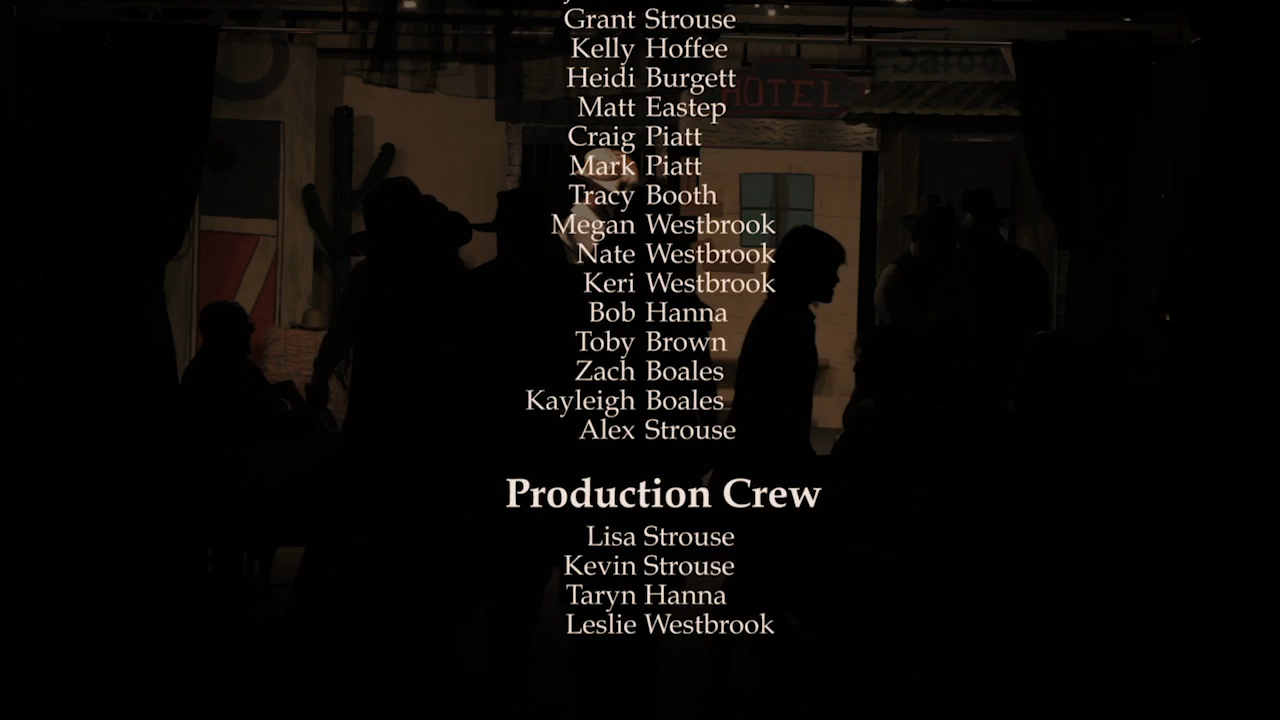 Grant Strouse
Kelly Hoffee
Heidi Burgett
HOTEL
Saloon
Matt Eastep
Craig Piatt
Mark Piatt
Tracy Booth
Megan Westbrook
Nate Westbrook
Keri Westbrook
Bob Hanna
Toby Brown
Zach Boales
Kayleigh Boales
Alex Strouse
Production Crew
Lisa Strouse
Kevin Strouse
Taryn Hanna
Leslie Westbrook